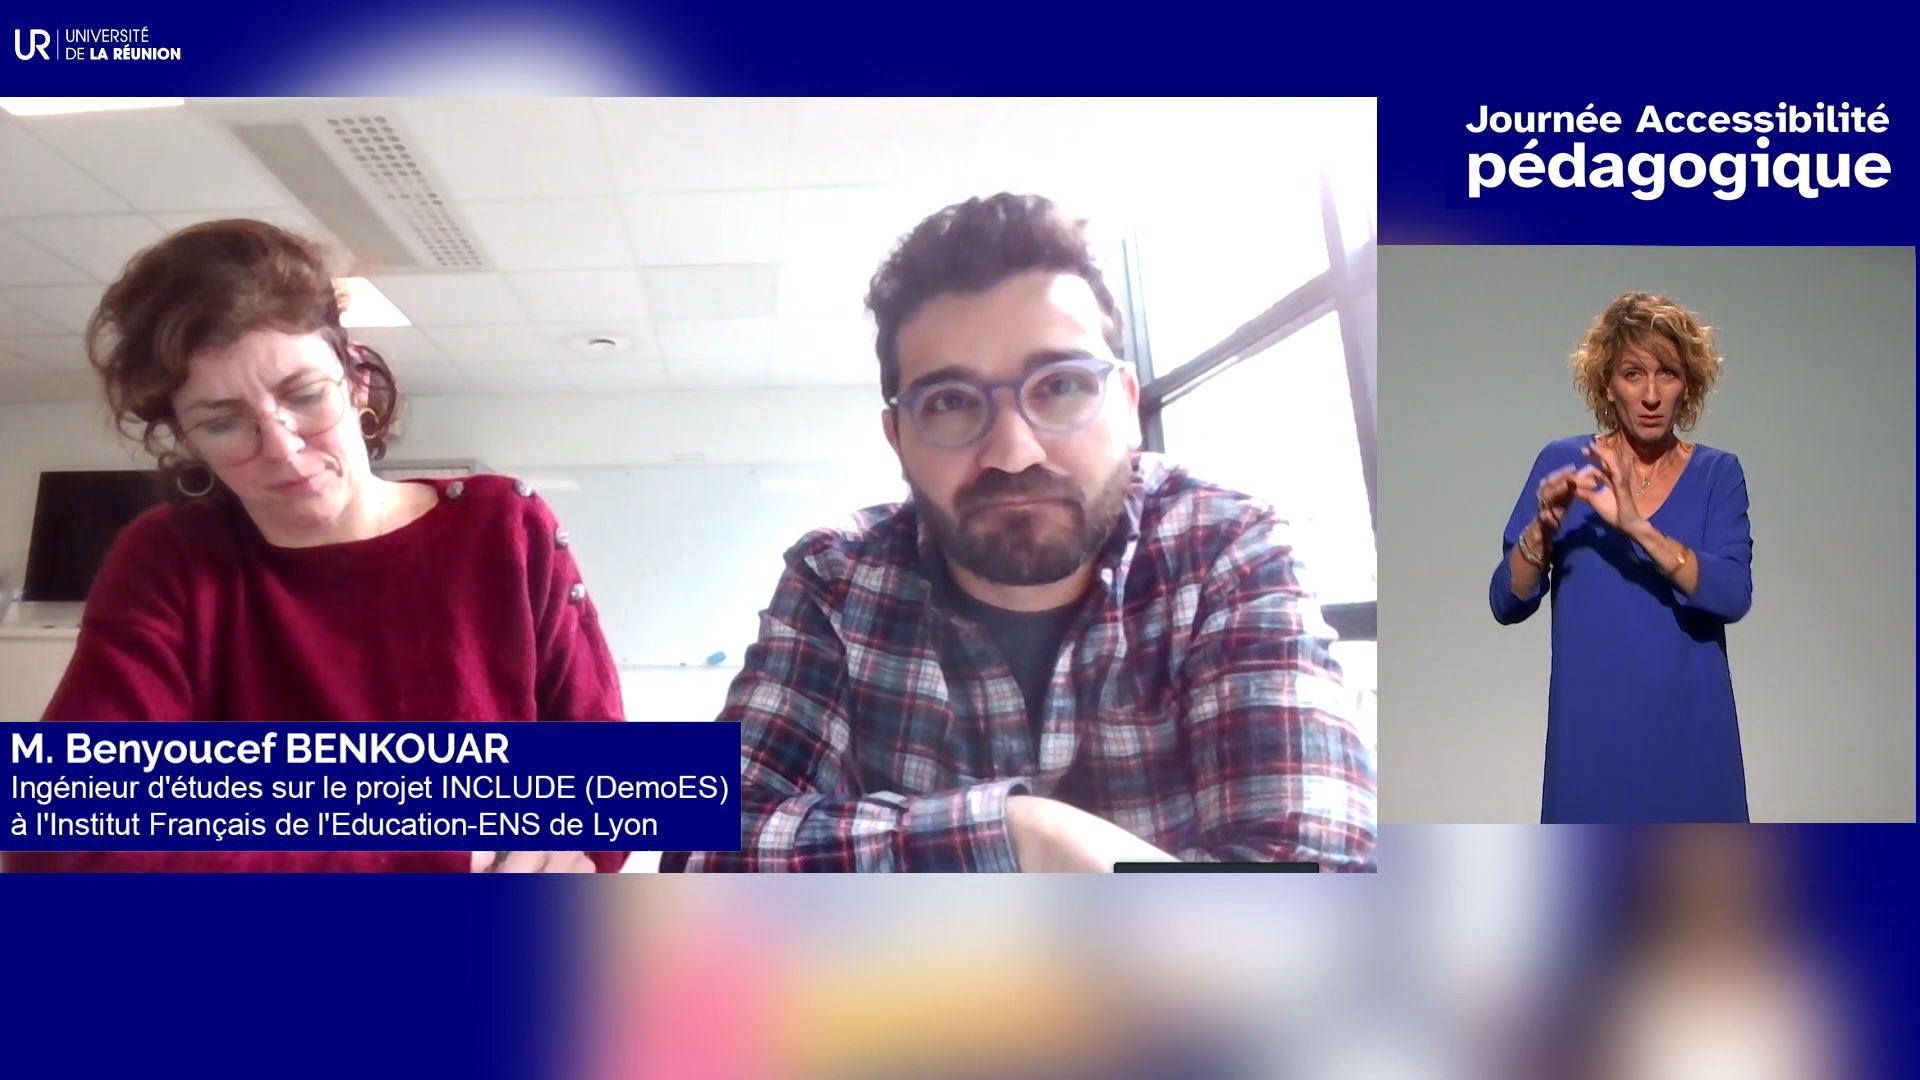 UR UNIVERSITÉ
DE LA RÉUNION
Journée Accessibilité
pédagogique
M. Benyoucef BENKOUAR
Ingénieur d'études sur le projet INCLUDE (DemoES)
à l'Institut Français de l'Education-ENS de Lyon